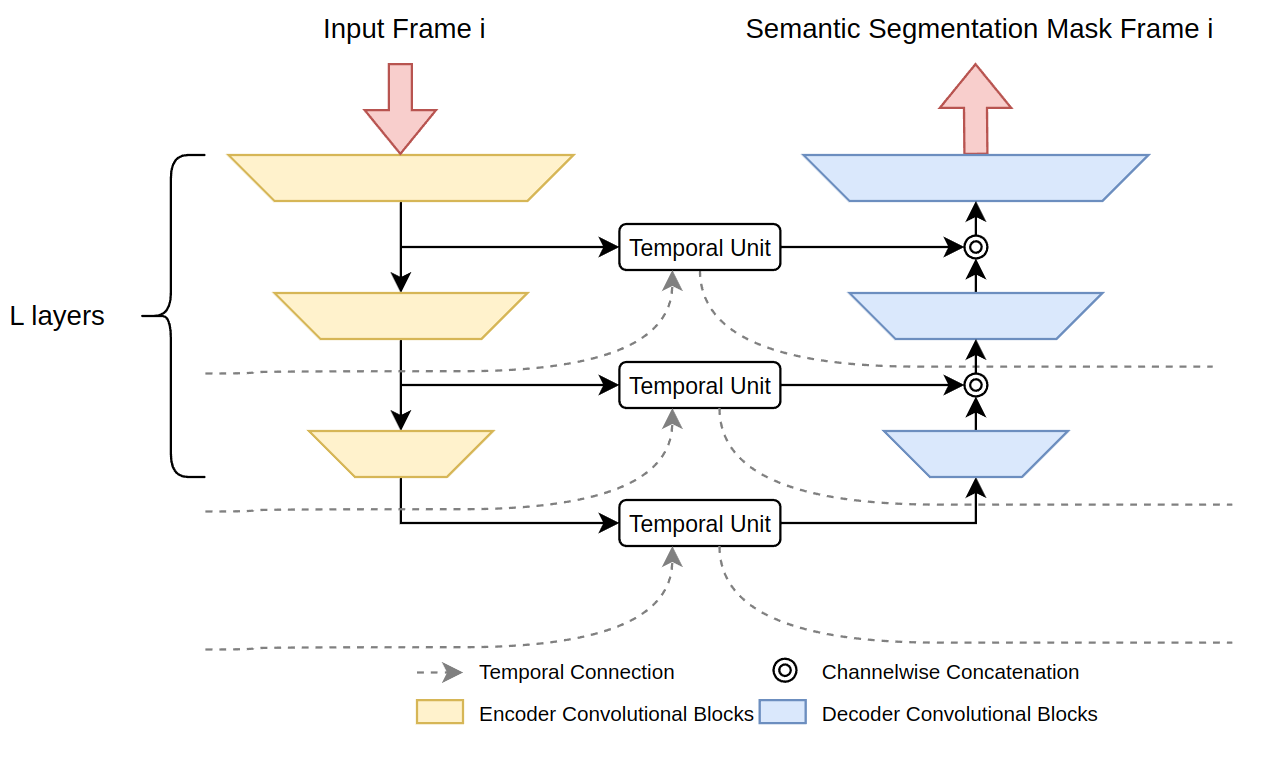 Input Frame i
Semantic Segmentation Mask Frame i
Temporal Unit
L layers
Temporal Unit
Temporal Unit
Temporal Connection
Channelwise Concatenation
Encoder Convolutional Blocks
Decoder Convolutional Blocks